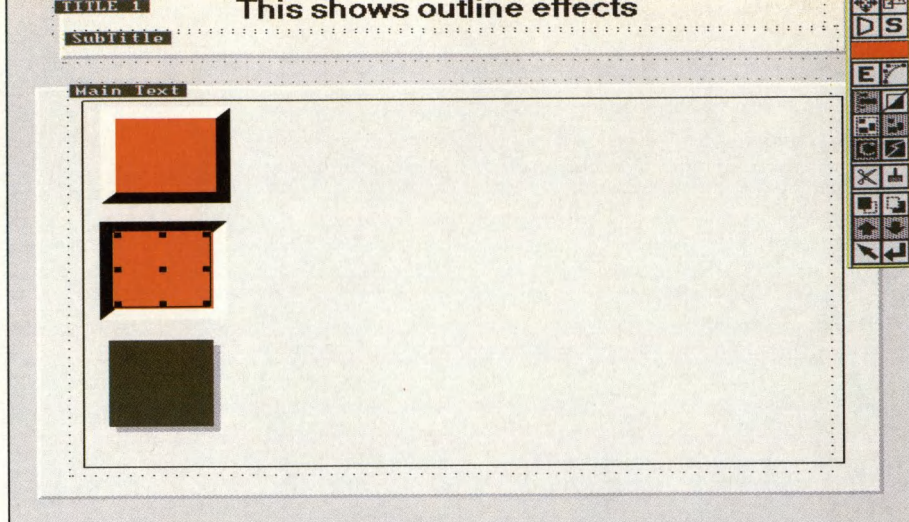 TITLE 1
This shows outline effects
SubTitle
Main Text
D S
E
C